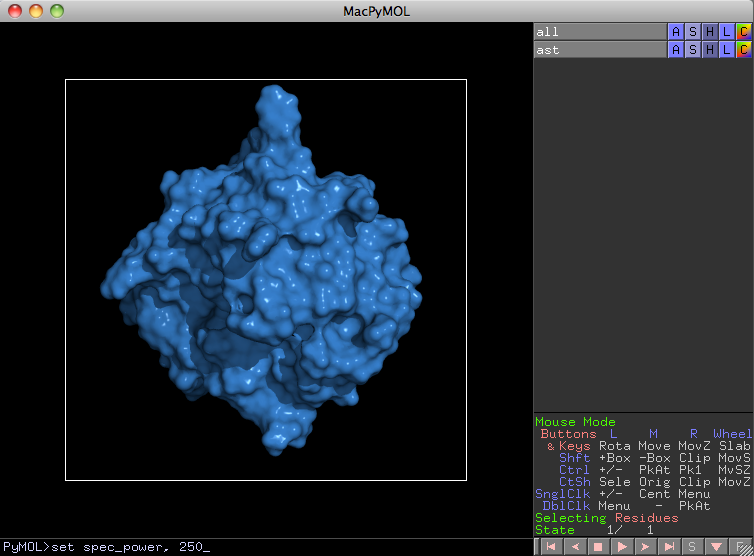 MacPyMOL
all A S H L C
ast A S H L C
Mouse Mode
Buttons L M R Wheel
& Keys Rota Move MovZ Slab
Shft +Box -Box Clip MovS
Ctrl +/- PkAt Pk1 MvSZ
CtSh Sele Orig Clip MovZ
SnglClk +/- Cent Menu
DblClk Menu - PkAt
Selecting Residues
State 1/ 1
PyMOL>set spec_power, 250_
S F